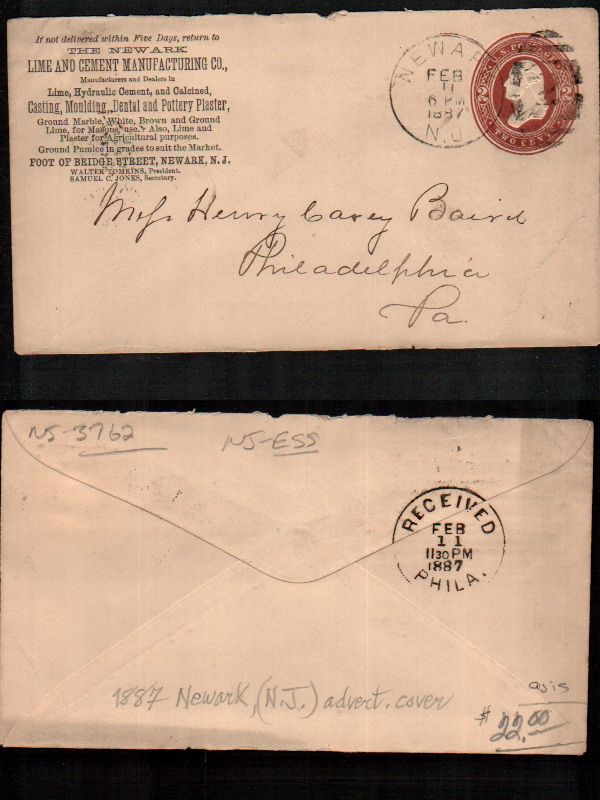 If not delivered within Five Days, return to
THE NEWARK
LIME AND CEMENT MANUFACTURING CO.,
Manufacturers and Dealers in
Lime, Hydraulic Cement, and Calcined,
Casting, Moulding, Dental and Pottery Plaster,
Ground Marble, White, Brown and Ground
Lime, for Masons' use. Also, Lime and
Plaster for Agricultural purposes.
Ground Pumice in grades to suit the Market.
FOOT OF BRIDGE STREET, NEWARK, N. J.
WALTER TOMKINS, President.
SAMUEL C. JONES, Secretary.
NEWAR
FEB
11
6 PM
1887
N.J.
U.S.
2 2
TWO CENTS
Mess Henry Carey Baird
Philadelphia
Pa.
NJ-3762
NJ-ESS
RECEIVED
FEB
11
1130 PM
1887
PHILA.
1887 Newark, (N.J.) advert. cover
as is
$ 22.00